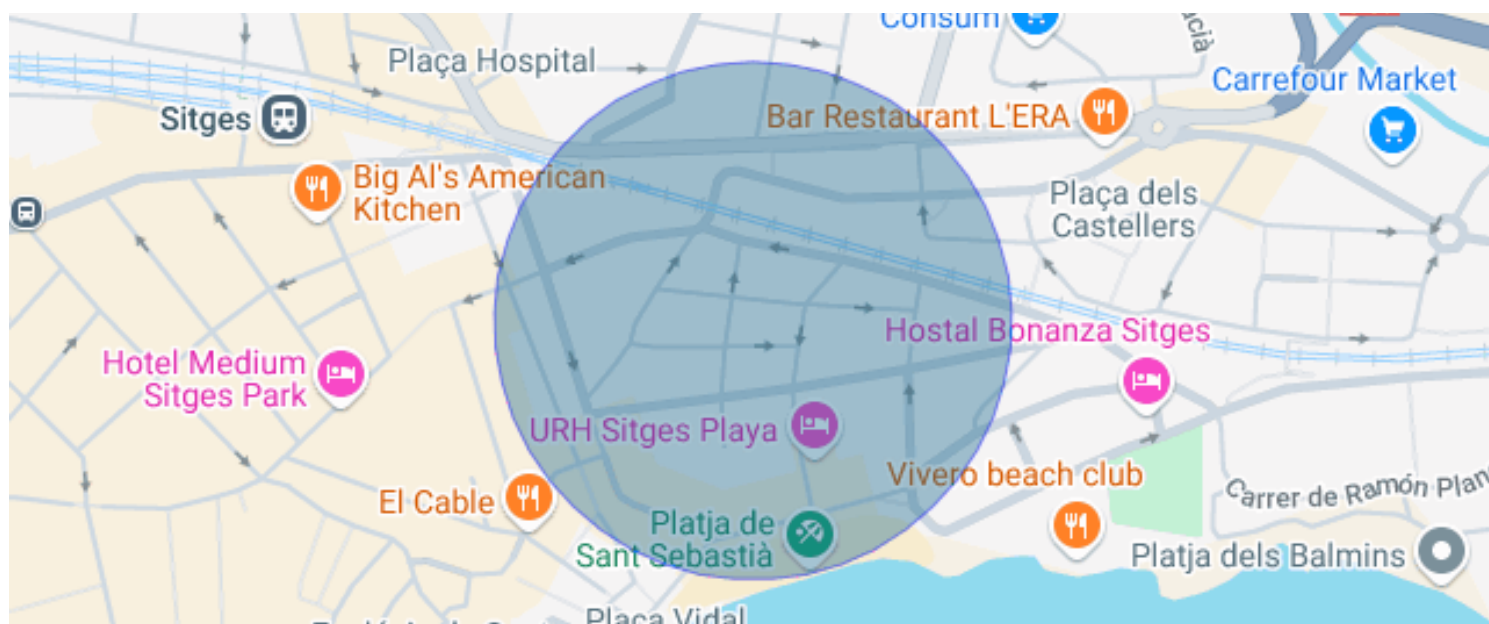 Consum
ucià
Plaça Hospital
Carrefour Market
Sitges
Bar Restaurant L'ERA
Big Al's American
Kitchen
Plaça dels
Castellers
Hostal Bonanza Sitges
Hotel Medium
Sitges Park
URH Sitges Playa
Vivero beach club
El Cable
Carrer de Ramón Plan
Platja de
Sant Sebastià
Platja dels Balmins
Plaça Vidal